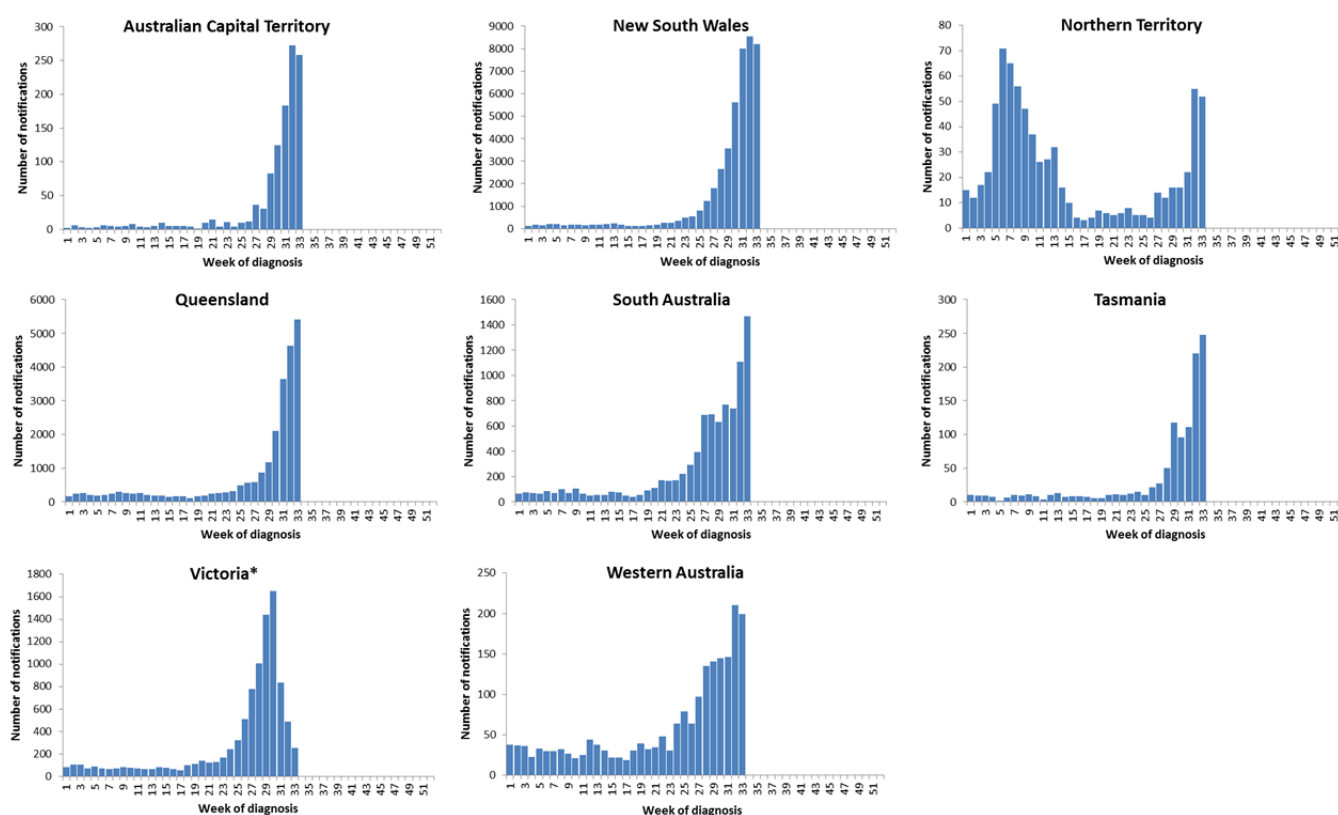 Australian Capital Territory
Number of notifications
300
250
200
150
100
50
0
1 3 5 7 9 11 13 15 17 19 21 23 25 27 29 31 33 35 37 39 41 43 45 47 49 51
Week of diagnosis
New South Wales
Number of notifications
9000
8000
7000
6000
5000
4000
3000
2000
1000
0
1 3 5 7 9 11 13 15 17 19 21 23 25 27 29 31 33 35 37 39 41 43 45 47 49 51
Week of diagnosis
Northern Territory
Number of notifications
80
70
60
50
40
30
20
10
0
1 3 5 7 9 11 13 15 17 19 21 23 25 27 29 31 33 35 37 39 41 43 45 47 49 51
Week of diagnosis
Queensland
Number of notifications
6000
5000
4000
3000
2000
1000
0
1 3 5 7 9 11 13 15 17 19 21 23 25 27 29 31 33 35 37 39 41 43 45 47 49 51
Week of diagnosis
South Australia
Number of notifications
1600
1400
1200
1000
800
600
400
200
0
1 3 5 7 9 11 13 15 17 19 21 23 25 27 29 31 33 35 37 39 41 43 45 47 49 51
Week of diagnosis
Tasmania
Number of notifications
300
250
200
150
100
50
0
1 3 5 7 9 11 13 15 17 19 21 23 25 27 29 31 33 35 37 39 41 43 45 47 49 51
Week of diagnosis
Victoria*
Number of notifications
1800
1600
1400
1200
1000
800
600
400
200
0
1 3 5 7 9 11 13 15 17 19 21 23 25 27 29 31 33 35 37 39 41 43 45 47 49 51
Week of diagnosis
Western Australia
Number of notifications
250
200
150
100
50
0
1 3 5 7 9 11 13 15 17 19 21 23 25 27 29 31 33 35 37 39 41 43 45 47 49 51
Week of diagnosis